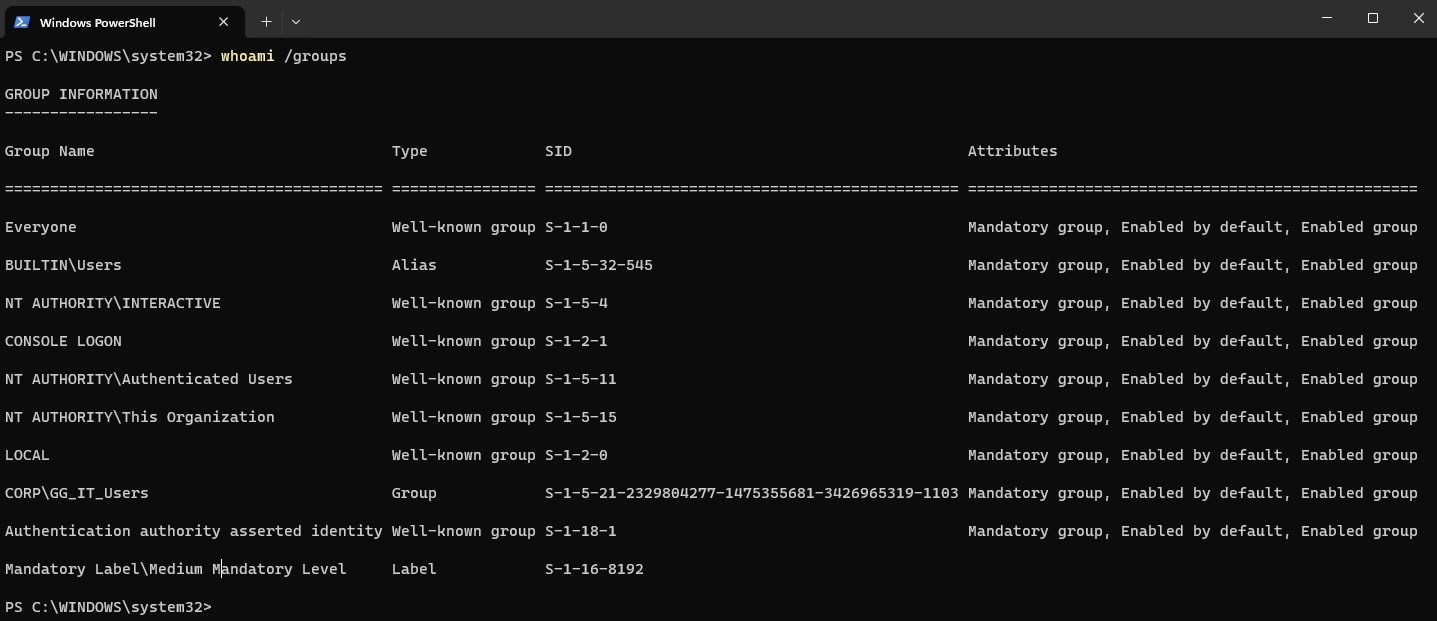 Windows PowerShell
PS C:\WINDOWS\system32> whoami /groups
GROUP INFORMATION
-----------------
Group Name                                 Type             SID                                            Attributes
========================================== ================ ============================================== ==================================================
Everyone                                   Well-known group S-1-1-0                                        Mandatory group, Enabled by default, Enabled group
BUILTIN\Users                              Alias            S-1-5-32-545                                   Mandatory group, Enabled by default, Enabled group
NT AUTHORITY\INTERACTIVE                   Well-known group S-1-5-4                                        Mandatory group, Enabled by default, Enabled group
CONSOLE LOGON                              Well-known group S-1-2-1                                        Mandatory group, Enabled by default, Enabled group
NT AUTHORITY\Authenticated Users           Well-known group S-1-5-11                                       Mandatory group, Enabled by default, Enabled group
NT AUTHORITY\This Organization             Well-known group S-1-5-15                                       Mandatory group, Enabled by default, Enabled group
LOCAL                                      Well-known group S-1-2-0                                        Mandatory group, Enabled by default, Enabled group
CORP\GG_IT_Users                           Group            S-1-5-21-2329804277-1475355681-3426965319-1103 Mandatory group, Enabled by default, Enabled group
Authentication authority asserted identity Well-known group S-1-18-1                                       Mandatory group, Enabled by default, Enabled group
Mandatory Label\Medium Mandatory Level     Label            S-1-16-8192
PS C:\WINDOWS\system32>